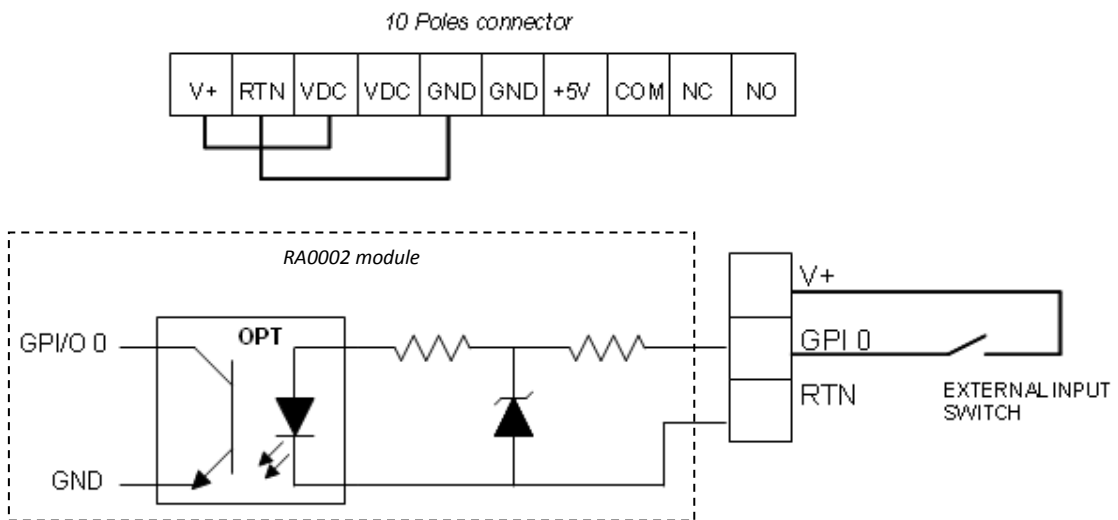 10 Poles connector
V+ RTN VDC VDC GND GND +5V COM NC NO
RA0002 module
V+
GPI/O 0
OPT
GPI 0
RTN
EXTERNAL INPUT
SWITCH
GND